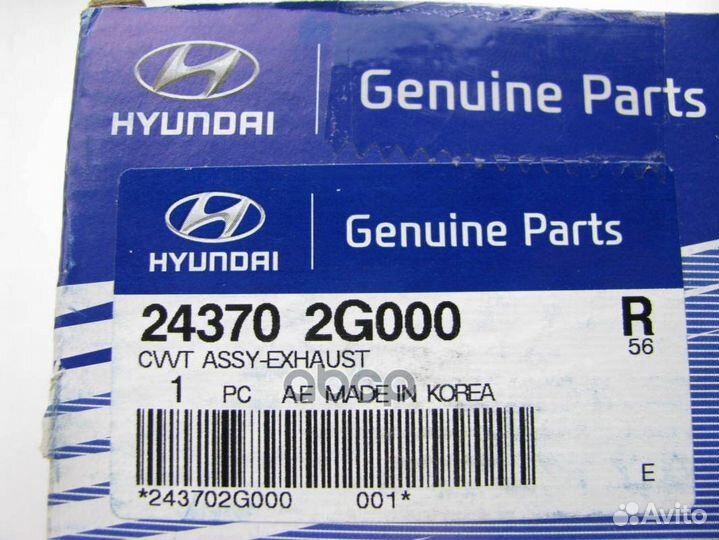 HYUNDAI
Genuine Parts
HYUNDAI
Genuine Parts
24370 2G000
R
56
CVVT ASSY-EXHAUST
1 PC AE MADE IN KOREA
E
*243702G000 001*
Avito